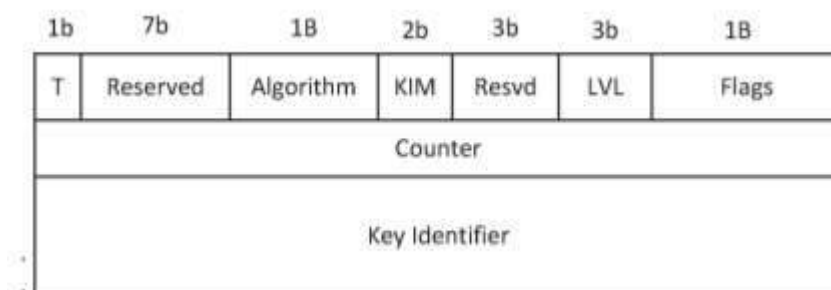 1b 7b 1B 2b 3b 3b 1B
T Reserved Algorithm KIM Resvd LVL Flags
Counter
Key Identifier